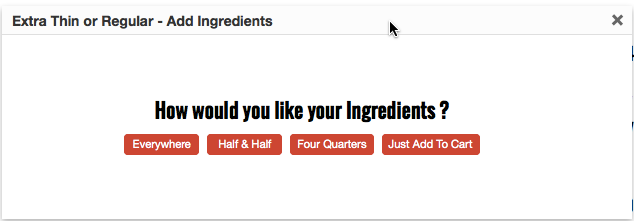 Extra Thin or Regular - Add Ingredients
How would you like your Ingredients ?
Everywhere Half & Half Four Quarters Just Add To Cart